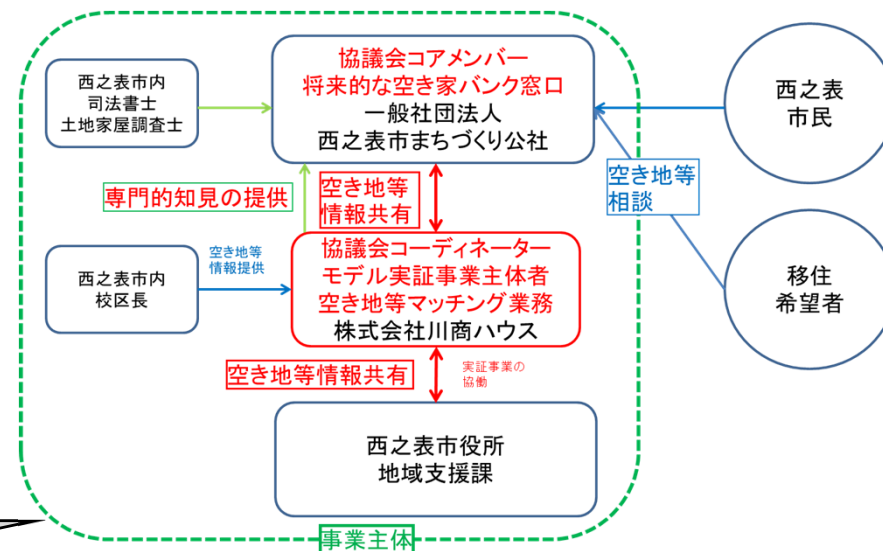 西之表市内
司法書士
土地家屋調査士
協議会コアメンバー
将来的な空き家バンク窓口
一般社団法人
西之表市まちづくり公社
西之表
市民
専門的知見の提供
空き地等
情報共有
空き地等
相談
西之表市内
校区長
空き地等
情報提供
協議会コーディネーター
モデル実証事業主体者
空き地等マッチング業務
株式会社川商ハウス
移住
希望者
空き地等情報共有
実証事業の
協働
西之表市役所
地域支援課
事業主体